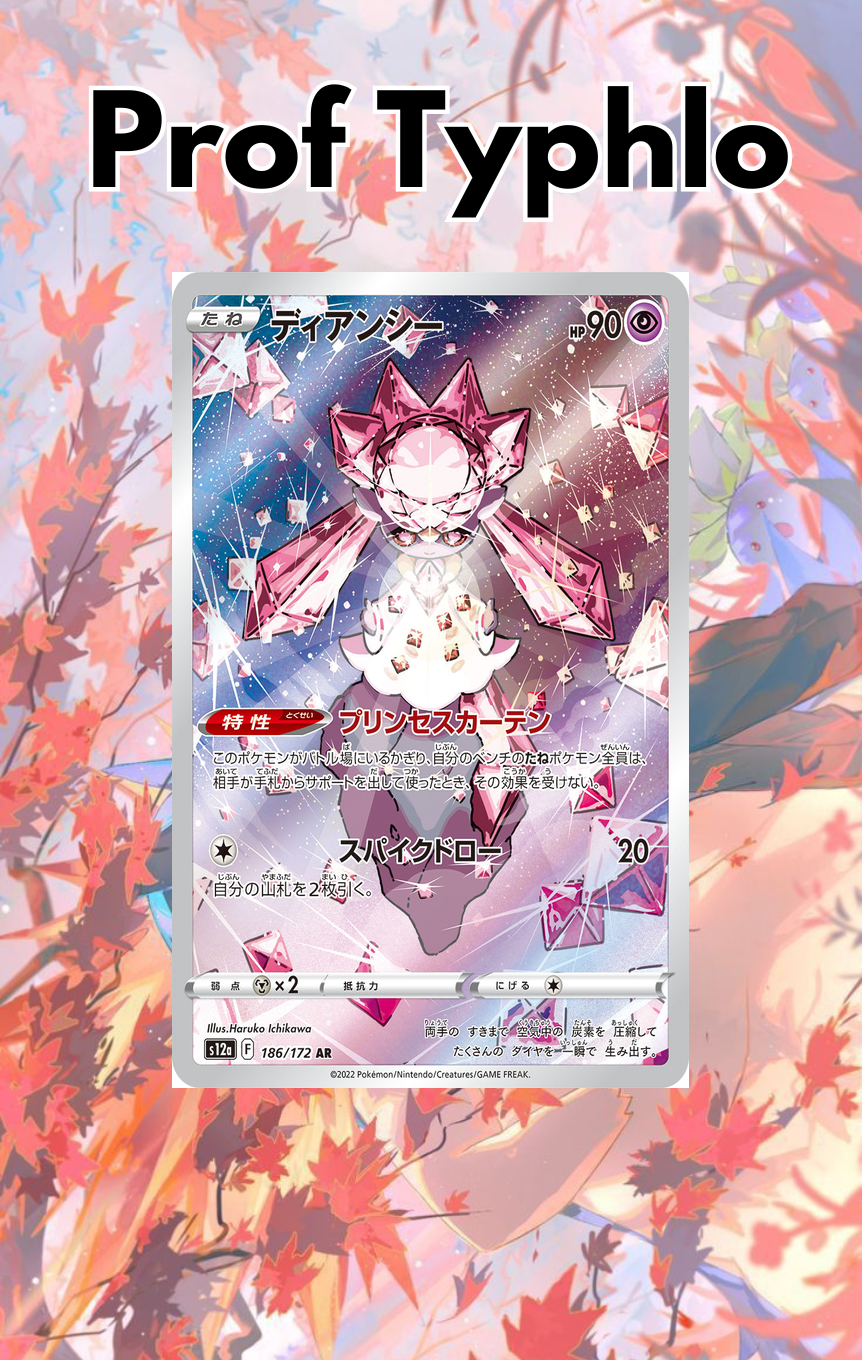 Prof Typhlo
たね ディアンシー HP 90
特性 とくせい プリンセスカーテン
このポケモンがバトル場にいるかぎり、自分のベンチのたねポケモン全員は、
相手が手札からサポートを出して使ったとき、その効果を受けない。
スパイクドロー 20
自分の山札を2枚引く。
弱点 ×2 抵抗力 にげる
Illus.Haruko Ichikawa
両手の すきまで 空気中の 炭素を 圧縮して
たくさんの ダイヤを 一瞬で 生み出す。
s12a F 186/172 AR
©2022 Pokémon/Nintendo/Creatures/GAME FREAK.